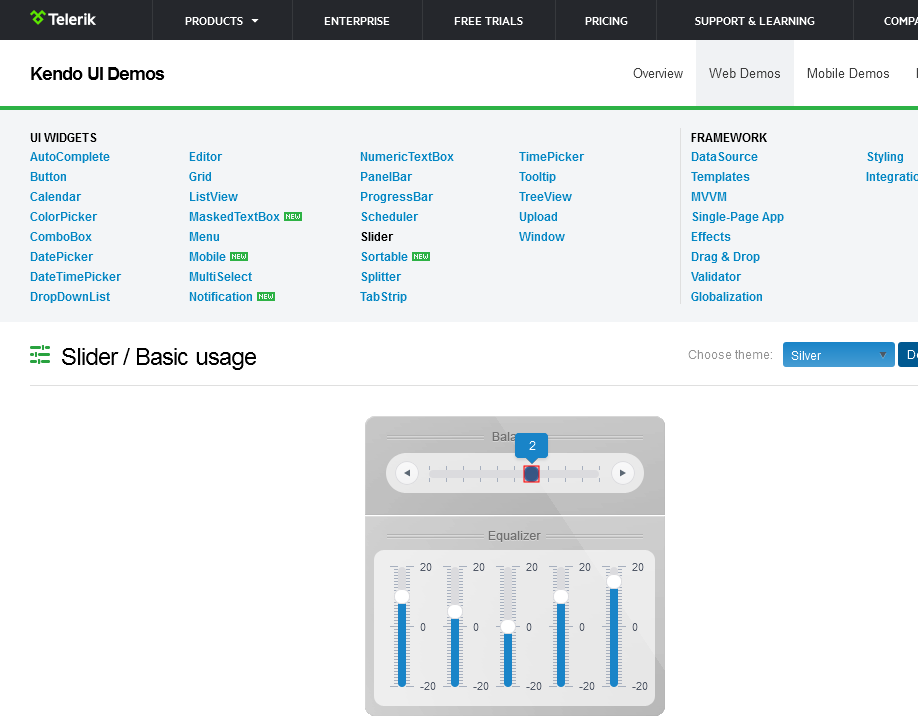 Telerik PRODUCTS ENTERPRISE FREE TRIALS PRICING SUPPORT & LEARNING COMPA
Kendo UI Demos Overview Web Demos Mobile Demos
UI WIDGETS FRAMEWORK
AutoComplete Editor NumericTextBox TimePicker DataSource Styling
Button Grid PanelBar Tooltip Templates Integratio
Calendar ListView ProgressBar TreeView MVVM
ColorPicker MaskedTextBox NEW Scheduler Upload Single-Page App
ComboBox Menu Slider Window Effects
DatePicker Mobile NEW Sortable NEW Drag & Drop
DateTimePicker MultiSelect Splitter Validator
DropDownList Notification NEW TabStrip Globalization
Slider / Basic usage Choose theme: Silver De
Bala
2
Equalizer
20 20 20 20 20
0 0 0 0 0
-20 -20 -20 -20 -20